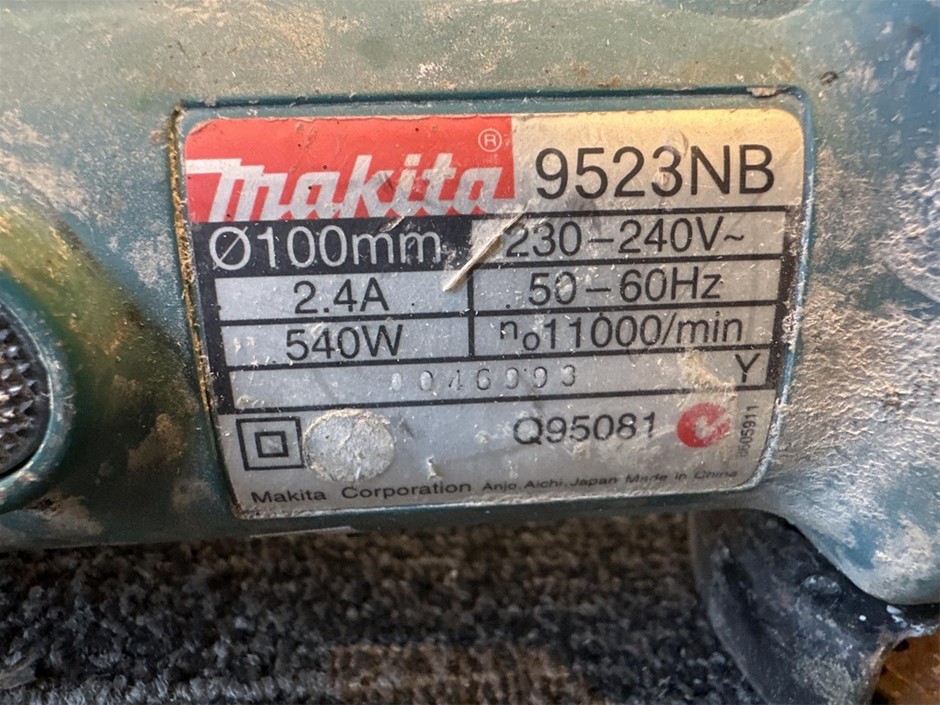 Makita® 9523NB
Ø100mm 230-240V~
2.4A 50-60Hz
540W n₀11000/min
Y
Q95081
Makita Corporation Anjo, Aichi, Japan Made in China